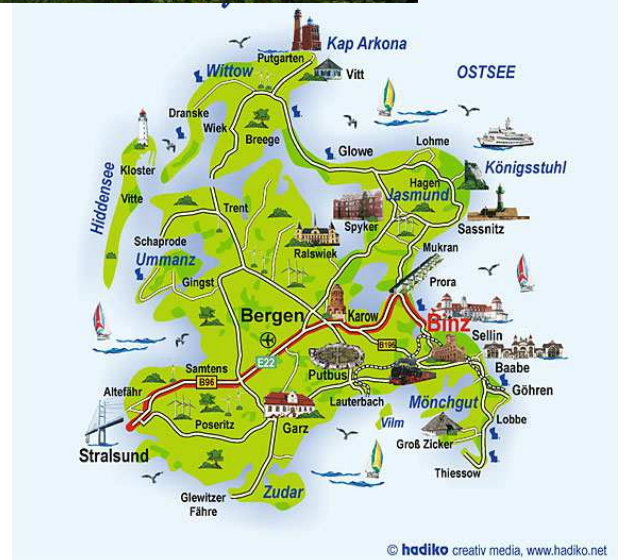 Kap Arkona
Putgarten
Vitt
Wittow
OSTSEE
Dranske
Wiek
Breege
Glowe
Lohme
Königsstuhl
Hagen
Jasmund
Kloster
Hiddensee
Vitte
Trent
Spyker
Sassnitz
Schaprode
Ralswiek
Mukran
Ummanz
Gingst
Prora
Bergen
Karow
Binz
Sellin
B196
E22
Baabe
Samtens
Putbus
B96
Göhren
Altefähr
Lauterbach
Mönchgut
Poseritz
Garz
Vilm
Lobbe
Groß Zicker
Stralsund
Thiessow
Glewitzer
Fähre
Zudar
© hadiko creativ media, www.hadiko.net